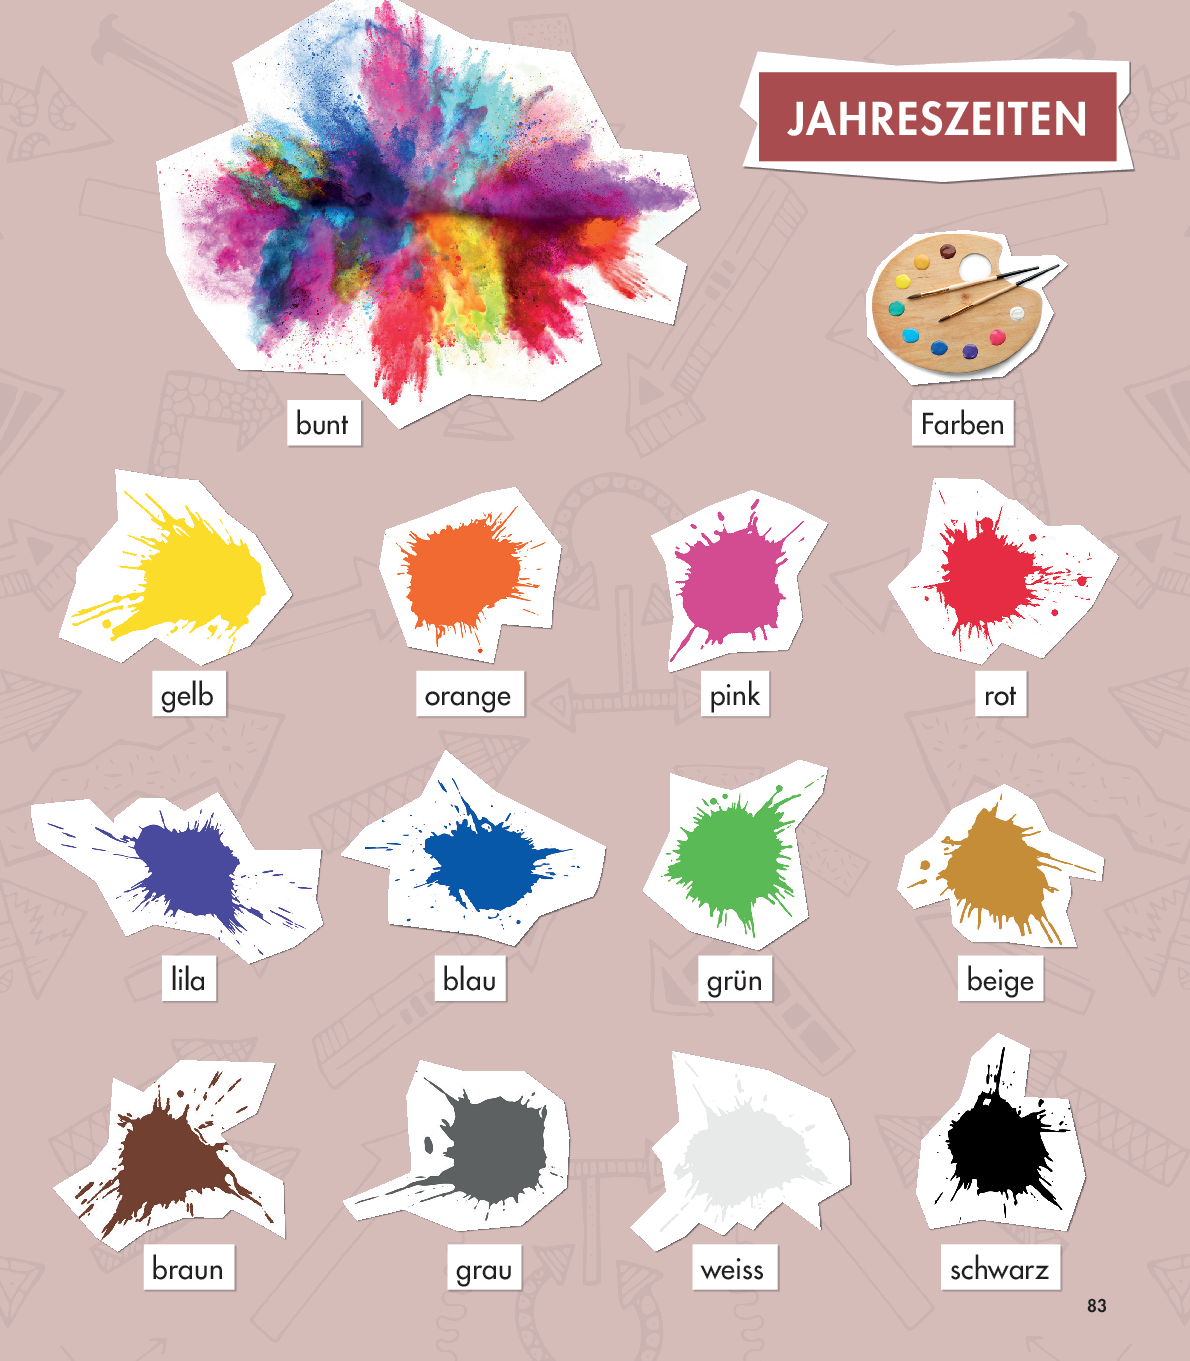 JAHRESZEITEN
bunt
Farben
gelb
orange
pink
rot
lila
blau
grün
beige
braun
grau
weiss
schwarz
83